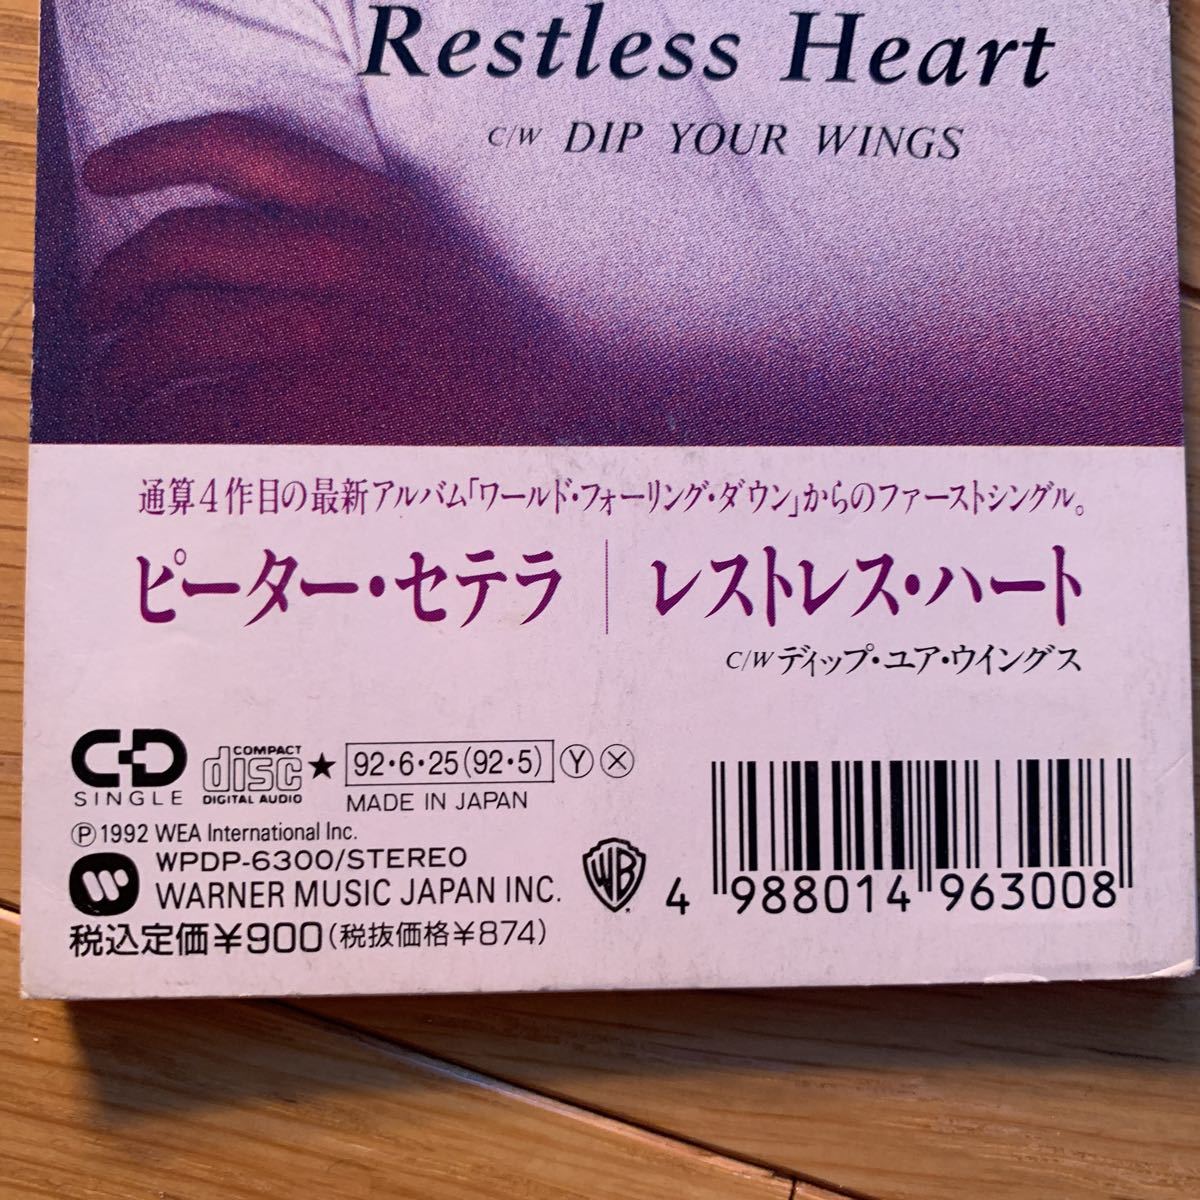 Restless Heart
C/W DIP YOUR WINGS
通算4作目の最新アルバム「ワールド・フォーリング・ダウン」からのファーストシングル。
ピーター・セテラ｜レストレス・ハート
C/W ディップ・ユア・ウイングス
CD SINGLE COMPACT disc DIGITAL AUDIO ★ 92・6・25(92・5) Ⓨ Ⓧ
MADE IN JAPAN
Ⓟ1992 WEA International Inc.
WPDP-6300/STEREO
WARNER MUSIC JAPAN INC.
WB
税込定価¥900(税抜価格¥874)
4 988014 963008